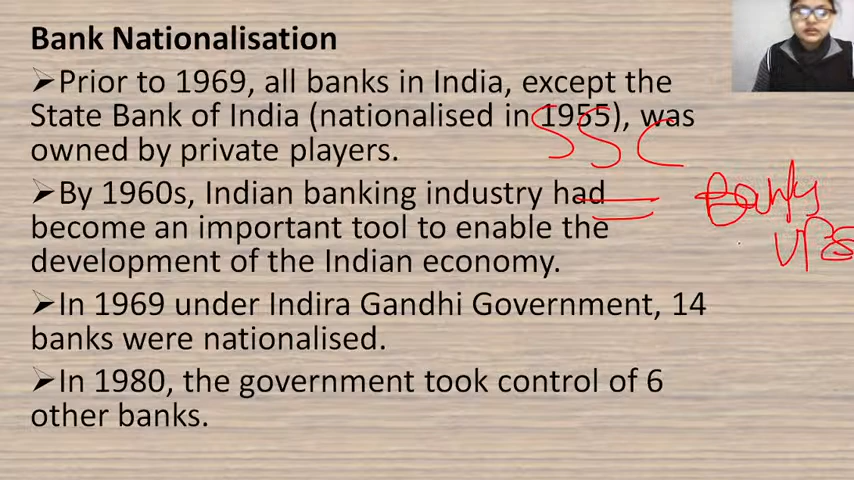 Bank Nationalisation
➢Prior to 1969, all banks in India, except the
State Bank of India (nationalised in 1955), was
owned by private players.
SSC
➢By 1960s, Indian banking industry had
become an important tool to enable the
development of the Indian economy.
Banks
➢In 1969 under Indira Gandhi Government, 14
banks were nationalised.
➢In 1980, the government took control of 6
other banks.